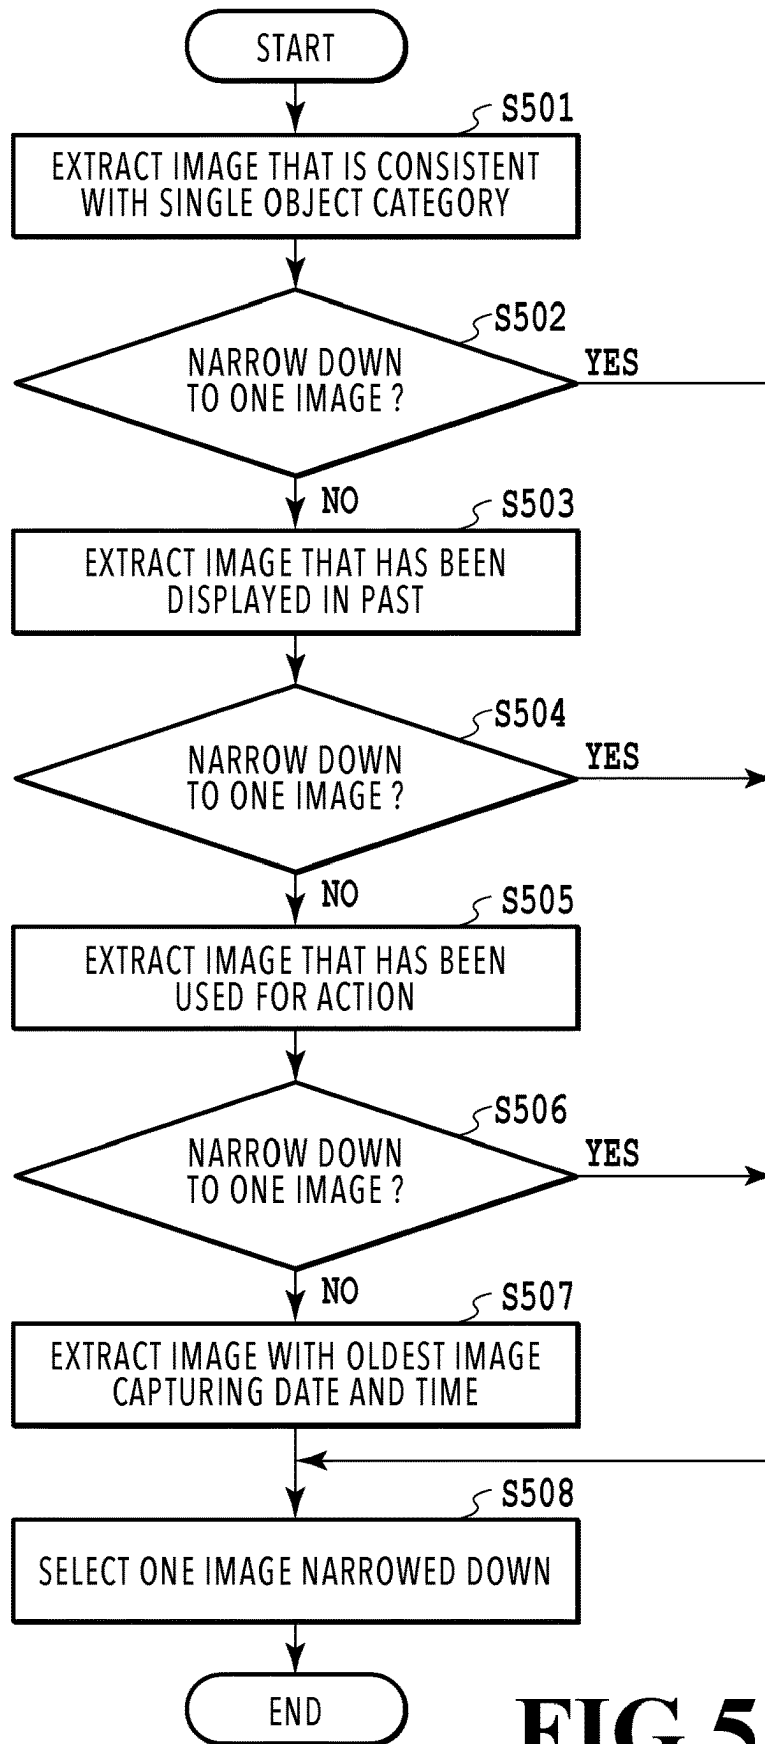 START
S501
EXTRACT IMAGE THAT IS CONSISTENT
WITH SINGLE OBJECT CATEGORY
S502
NARROW DOWN
TO ONE IMAGE ?
YES
NO
S503
EXTRACT IMAGE THAT HAS BEEN
DISPLAYED IN PAST
S504
NARROW DOWN
TO ONE IMAGE ?
YES
NO
S505
EXTRACT IMAGE THAT HAS BEEN
USED FOR ACTION
S506
NARROW DOWN
TO ONE IMAGE ?
YES
NO
S507
EXTRACT IMAGE WITH OLDEST IMAGE
CAPTURING DATE AND TIME
S508
SELECT ONE IMAGE NARROWED DOWN
END
FIG.5